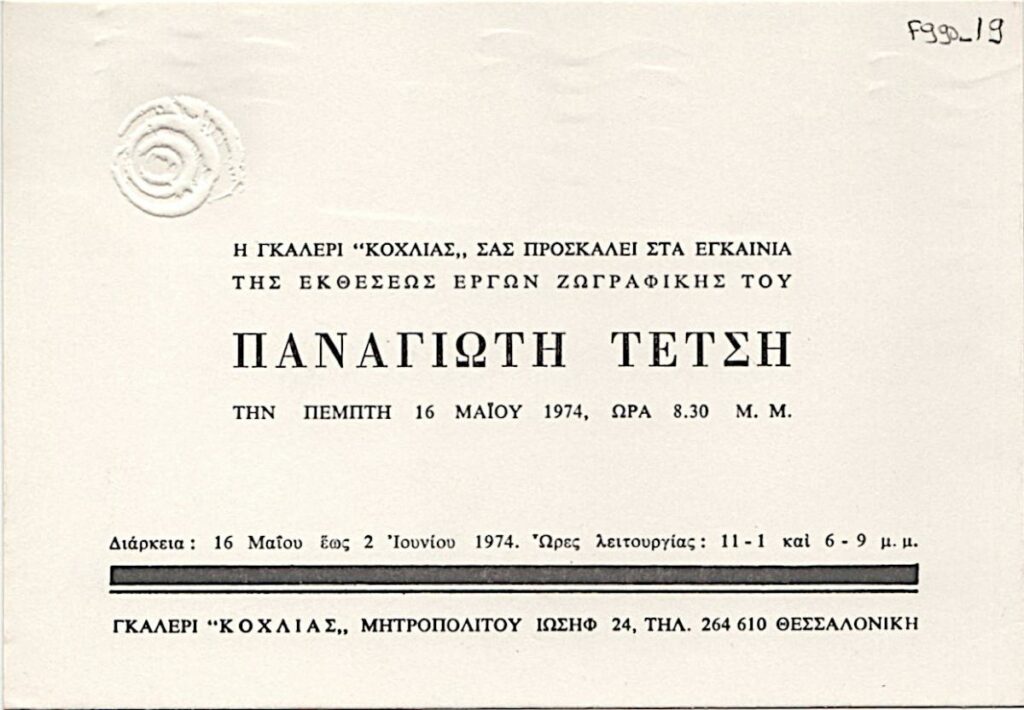 F990_19
Η ΓΚΑΛΕΡΙ “ΚΟΧΛΙΑΣ„ ΣΑΣ ΠΡΟΣΚΑΛΕΙ ΣΤΑ ΕΓΚΑΙΝΙΑ
ΤΗΣ ΕΚΘΕΣΕΩΣ ΕΡΓΩΝ ΖΩΓΡΑΦΙΚΗΣ ΤΟΥ
ΠΑΝΑΓΙΩΤΗ ΤΕΤΣΗ
ΤΗΝ ΠΕΜΠΤΗ 16 ΜΑΪΟΥ 1974, ΩΡΑ 8.30 Μ. Μ.
Διάρκεια : 16 Μαΐου ἕως 2 Ἰουνίου 1974. Ὧρες λειτουργίας : 11 - 1 καὶ 6 - 9 μ. μ.
ΓΚΑΛΕΡΙ “ΚΟΧΛΙΑΣ„ ΜΗΤΡΟΠΟΛΙΤΟΥ ΙΩΣΗΦ 24, ΤΗΛ. 264 610 ΘΕΣΣΑΛΟΝΙΚΗ